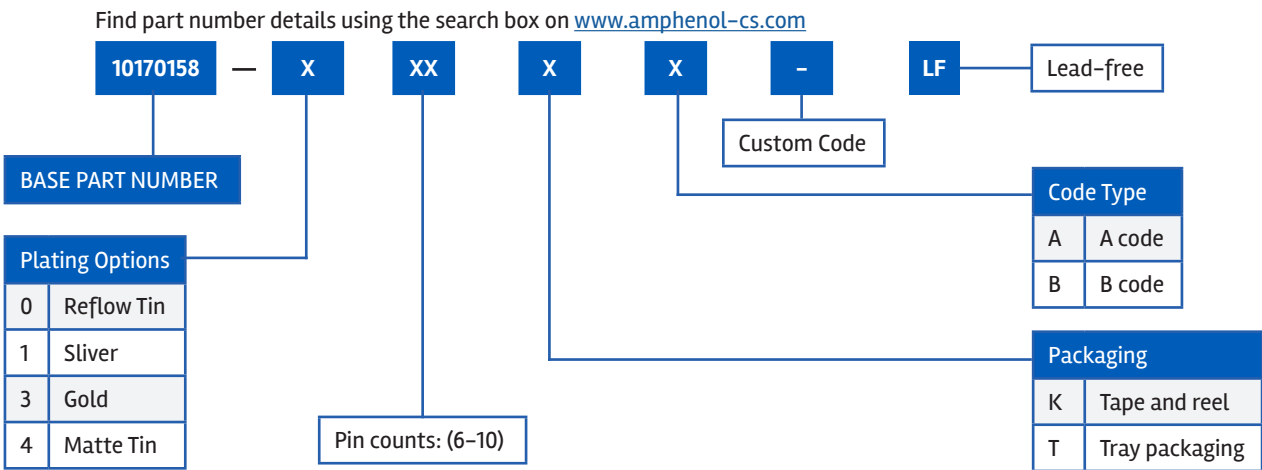 Find part number details using the search box on www.amphenol-cs.com
10170158 — X XX X X - LF Lead-free
Custom Code
BASE PART NUMBER
Code Type
A A code
B B code
Plating Options
0 Reflow Tin
1 Sliver
3 Gold
4 Matte Tin
Pin counts: (6-10)
Packaging
K Tape and reel
T Tray packaging